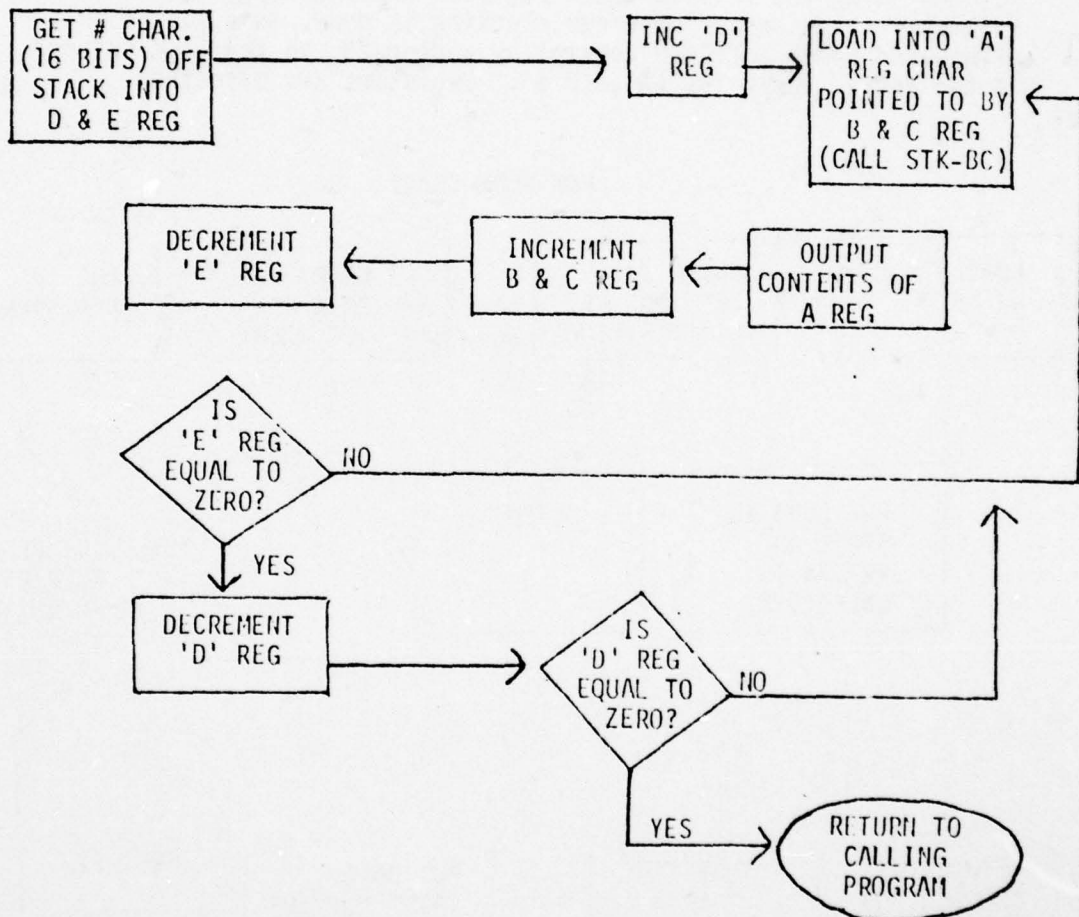 GET # CHAR.
(16 BITS) OFF
STACK INTO
D & E REG
INC 'D'
REG
LOAD INTO 'A'
REG CHAR
POINTED TO BY
B & C REG
(CALL STK-BC)
DECREMENT
'E' REG
INCREMENT
B & C REG
OUTPUT
CONTENTS OF
A REG
IS
'E' REG
EQUAL TO
ZERO?
NO
YES
DECREMENT
'D' REG
IS
'D' REG
EQUAL TO
ZERO?
NO
YES
RETURN TO
CALLING
PROGRAM